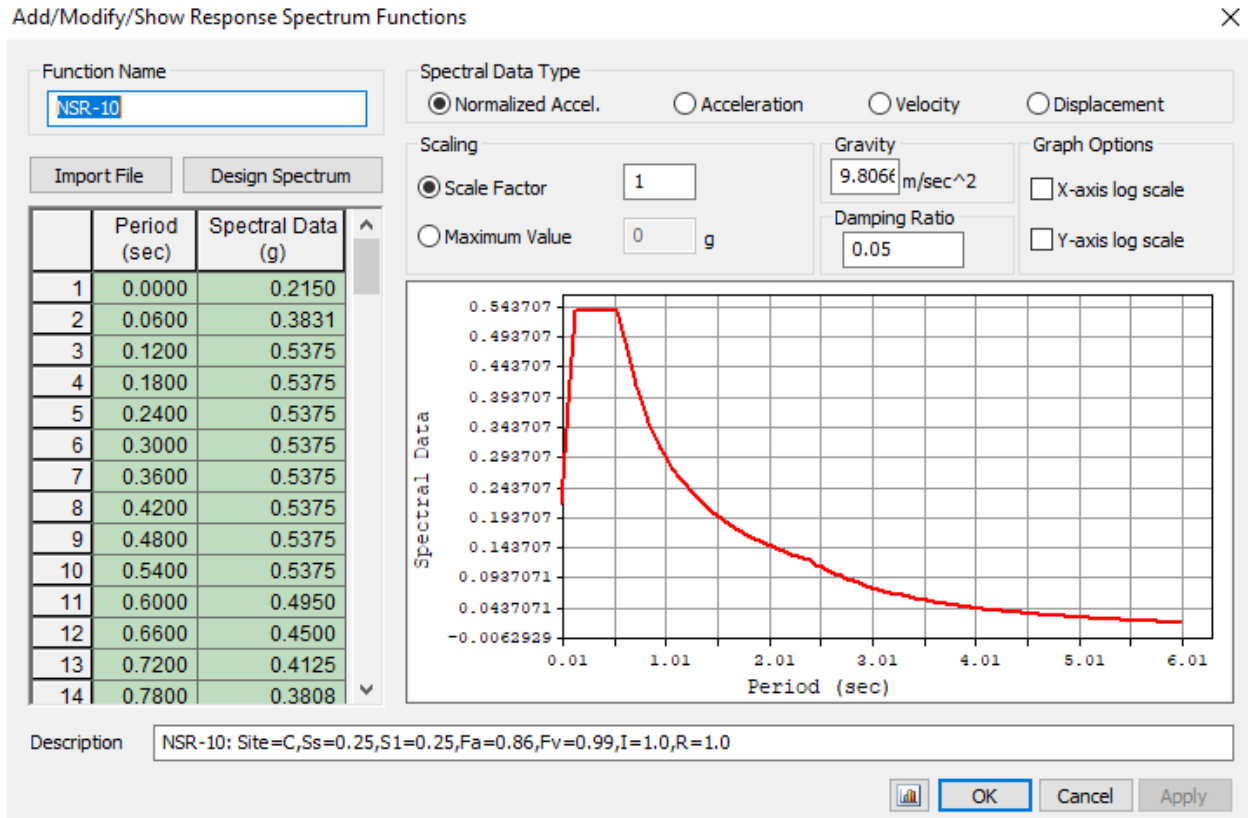 Add/Modify/Show Response Spectrum Functions
Function Name
NSR-10
Import File Design Spectrum
Period (sec) Spectral Data (g)
1 0.0000 0.2150
2 0.0600 0.3831
3 0.1200 0.5375
4 0.1800 0.5375
5 0.2400 0.5375
6 0.3000 0.5375
7 0.3600 0.5375
8 0.4200 0.5375
9 0.4800 0.5375
10 0.5400 0.5375
11 0.6000 0.4950
12 0.6600 0.4500
13 0.7200 0.4125
14 0.7800 0.3808
Spectral Data Type
Normalized Accel. Acceleration Velocity Displacement
Scaling
Scale Factor 1
Maximum Value 0 g
Gravity
9.8066 m/sec^2
Damping Ratio
0.05
Graph Options
X-axis log scale
Y-axis log scale
0.543707
0.493707
0.443707
0.393707
0.343707
0.293707
0.243707
0.193707
0.143707
0.0937071
0.0437071
-0.0062929
Spectral Data
0.01 1.01 2.01 3.01 4.01 5.01 6.01
Period (sec)
Description NSR-10: Site=C,Ss=0.25,S1=0.25,Fa=0.86,Fv=0.99,I=1.0,R=1.0
OK Cancel Apply